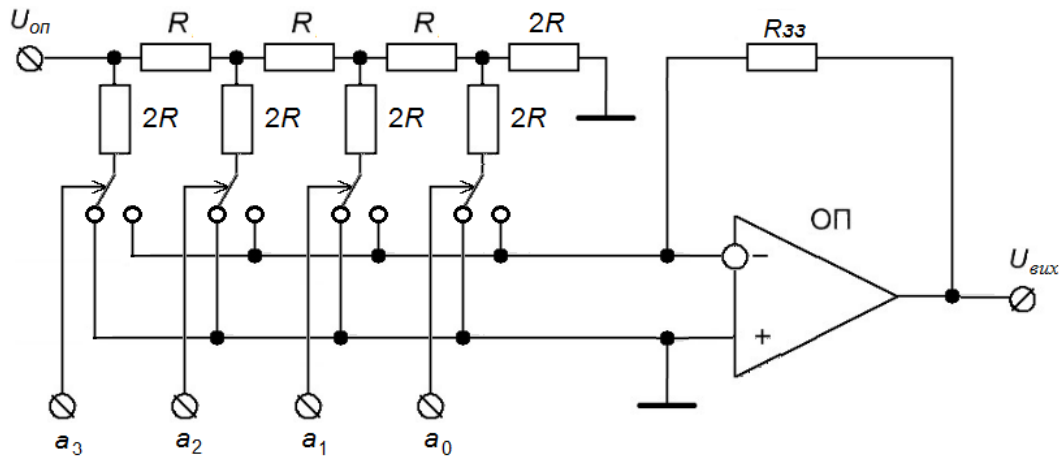 Uоп
R R R 2R Rзз
2R 2R 2R 2R
ОП
−
+
Uвих
a3 a2 a1 a0